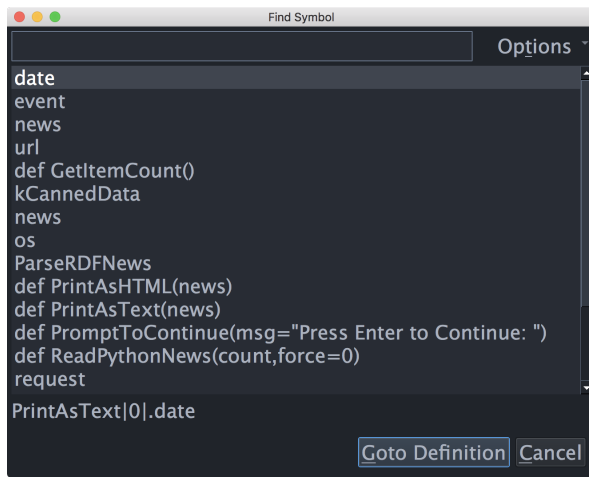 Find Symbol
Options
date
event
news
url
def GetItemCount()
kCannedData
news
os
ParseRDFNews
def PrintAsHTML(news)
def PrintAsText(news)
def PromptToContinue(msg="Press Enter to Continue: ")
def ReadPythonNews(count,force=0)
request
PrintAsText|0|.date
Goto Definition Cancel